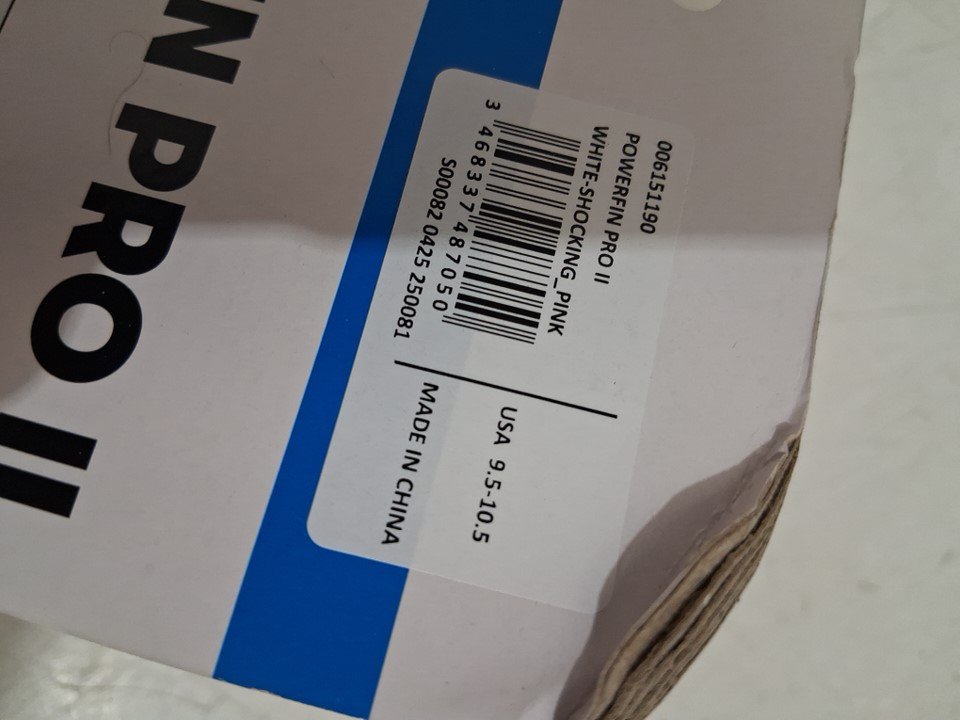 006151190
POWERFIN PRO II
WHITE-SHOCKING_PINK
3 468337 487050
S00082 0425 250081
USA 9.5-10.5
MADE IN CHINA
PRO II